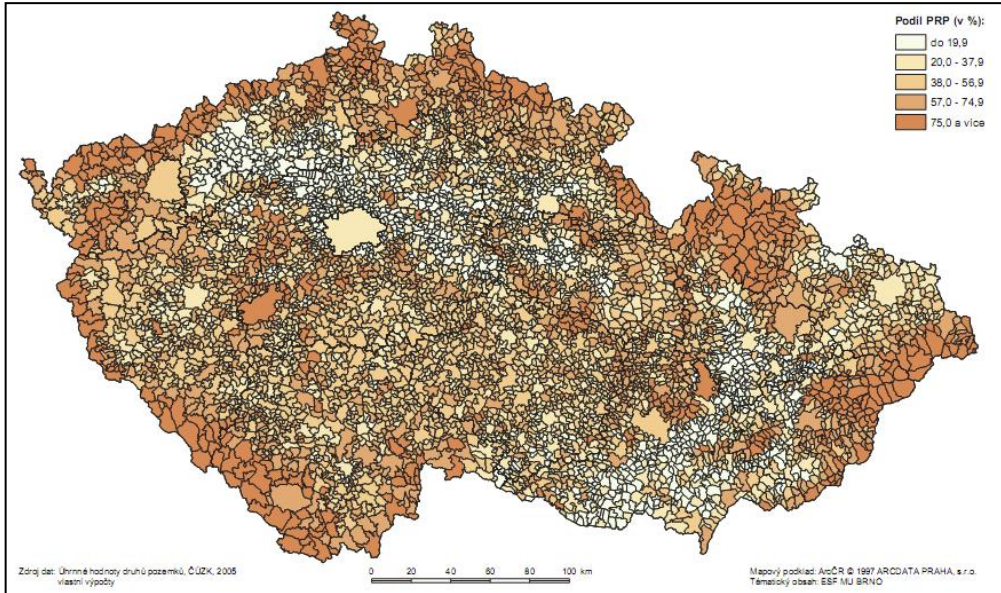 Podíl PRP (v %):
do 19,9
20,0 - 37,9
38,0 - 56,9
57,0 - 74,9
75,0 a více
Zdroj dat: Úhrnné hodnoty druhů pozemků, ČÚZK, 2005
vlastní výpočty
0 20 40 60 80 100 km
Mapový podklad: ArcČR © 1997 ARCDATA PRAHA, s.r.o.
Tématický obsah: ESF MU BRNO